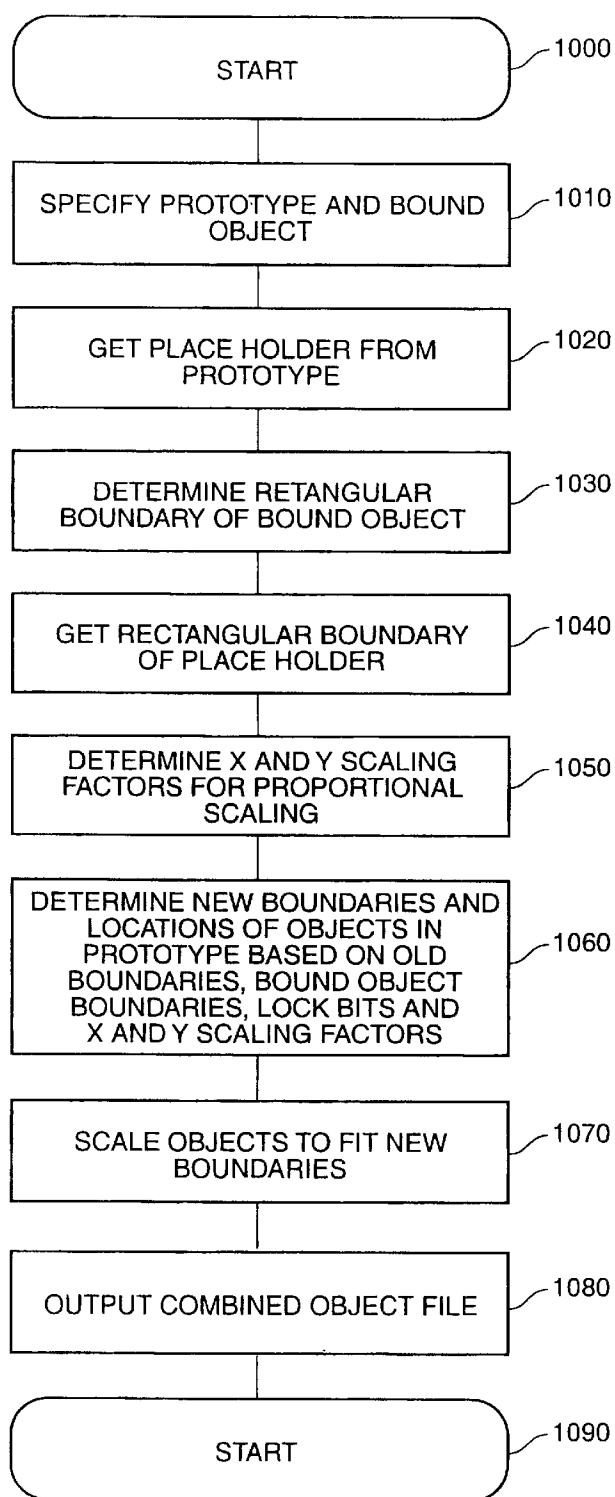 START
1000
SPECIFY PROTOTYPE AND BOUND
OBJECT
1010
GET PLACE HOLDER FROM
PROTOTYPE
1020
DETERMINE RETANGULAR
BOUNDARY OF BOUND OBJECT
1030
GET RECTANGULAR BOUNDARY
OF PLACE HOLDER
1040
DETERMINE X AND Y SCALING
FACTORS FOR PROPORTIONAL
SCALING
1050
DETERMINE NEW BOUNDARIES AND
LOCATIONS OF OBJECTS IN
PROTOTYPE BASED ON OLD
BOUNDARIES, BOUND OBJECT
BOUNDARIES, LOCK BITS AND
X AND Y SCALING FACTORS
1060
SCALE OBJECTS TO FIT NEW
BOUNDARIES
1070
OUTPUT COMBINED OBJECT FILE
1080
START
1090